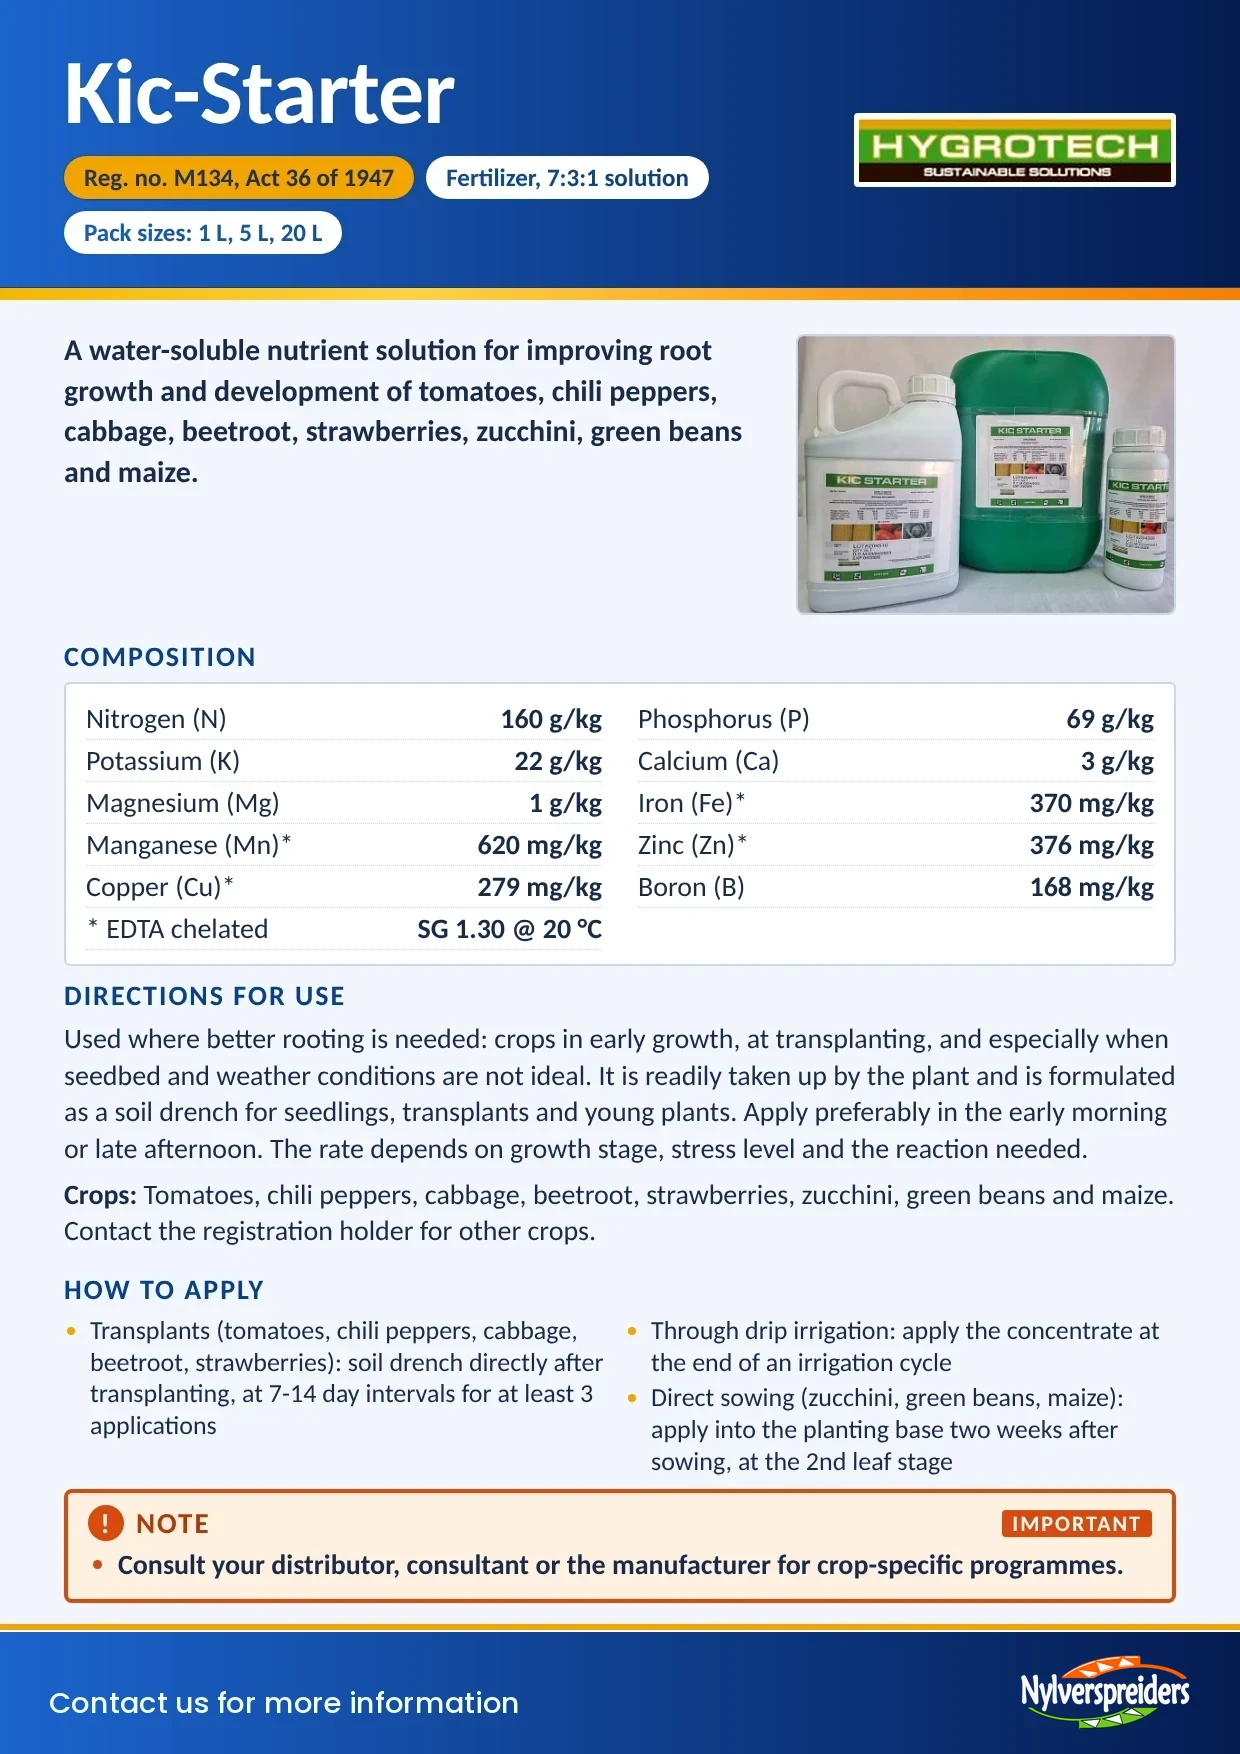 Kic-Starter
HYGROTECH
SUSTAINABLE SOLUTIONS
Reg. no. M134, Act 36 of 1947
Fertilizer, 7:3:1 solution
Pack sizes: 1 L, 5 L, 20 L
A water-soluble nutrient solution for improving root
growth and development of tomatoes, chili peppers,
cabbage, beetroot, strawberries, zucchini, green beans
and maize.
KIC STARTER
KIC STARTER
KIC STARTE
COMPOSITION
Nitrogen (N) 160 g/kg Phosphorus (P) 69 g/kg
Potassium (K) 22 g/kg Calcium (Ca) 3 g/kg
Magnesium (Mg) 1 g/kg Iron (Fe)* 370 mg/kg
Manganese (Mn)* 620 mg/kg Zinc (Zn)* 376 mg/kg
Copper (Cu)* 279 mg/kg Boron (B) 168 mg/kg
* EDTA chelated SG 1.30 @ 20 °C
DIRECTIONS FOR USE
Used where better rooting is needed: crops in early growth, at transplanting, and especially when
seedbed and weather conditions are not ideal. It is readily taken up by the plant and is formulated
as a soil drench for seedlings, transplants and young plants. Apply preferably in the early morning
or late afternoon. The rate depends on growth stage, stress level and the reaction needed.
Crops: Tomatoes, chili peppers, cabbage, beetroot, strawberries, zucchini, green beans and maize.
Contact the registration holder for other crops.
HOW TO APPLY
• Transplants (tomatoes, chili peppers, cabbage,
beetroot, strawberries): soil drench directly after
transplanting, at 7-14 day intervals for at least 3
applications
• Through drip irrigation: apply the concentrate at
the end of an irrigation cycle
• Direct sowing (zucchini, green beans, maize):
apply into the planting base two weeks after
sowing, at the 2nd leaf stage
! NOTE
IMPORTANT
• Consult your distributor, consultant or the manufacturer for crop-specific programmes.
Contact us for more information
Nylverspreiders